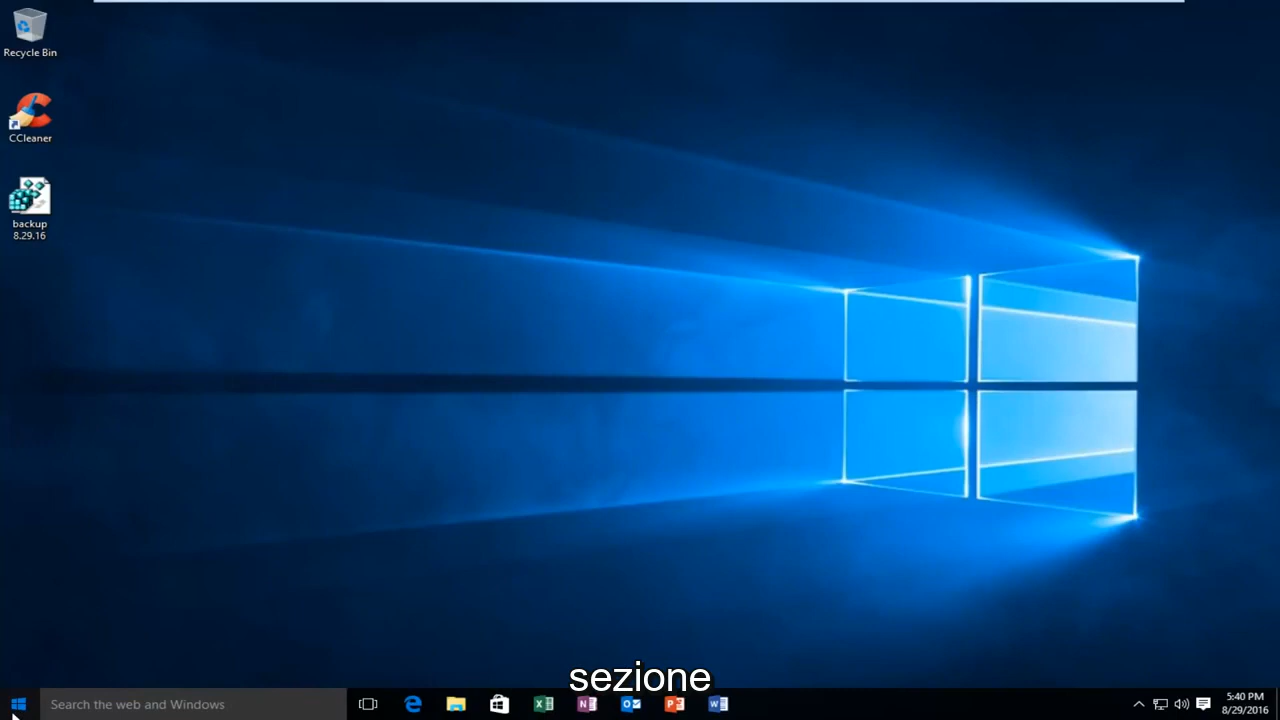 Recycle Bin
CCleaner
backup
8.29.16
sezione
Search the web and Windows
5:40 PM
8/29/2016